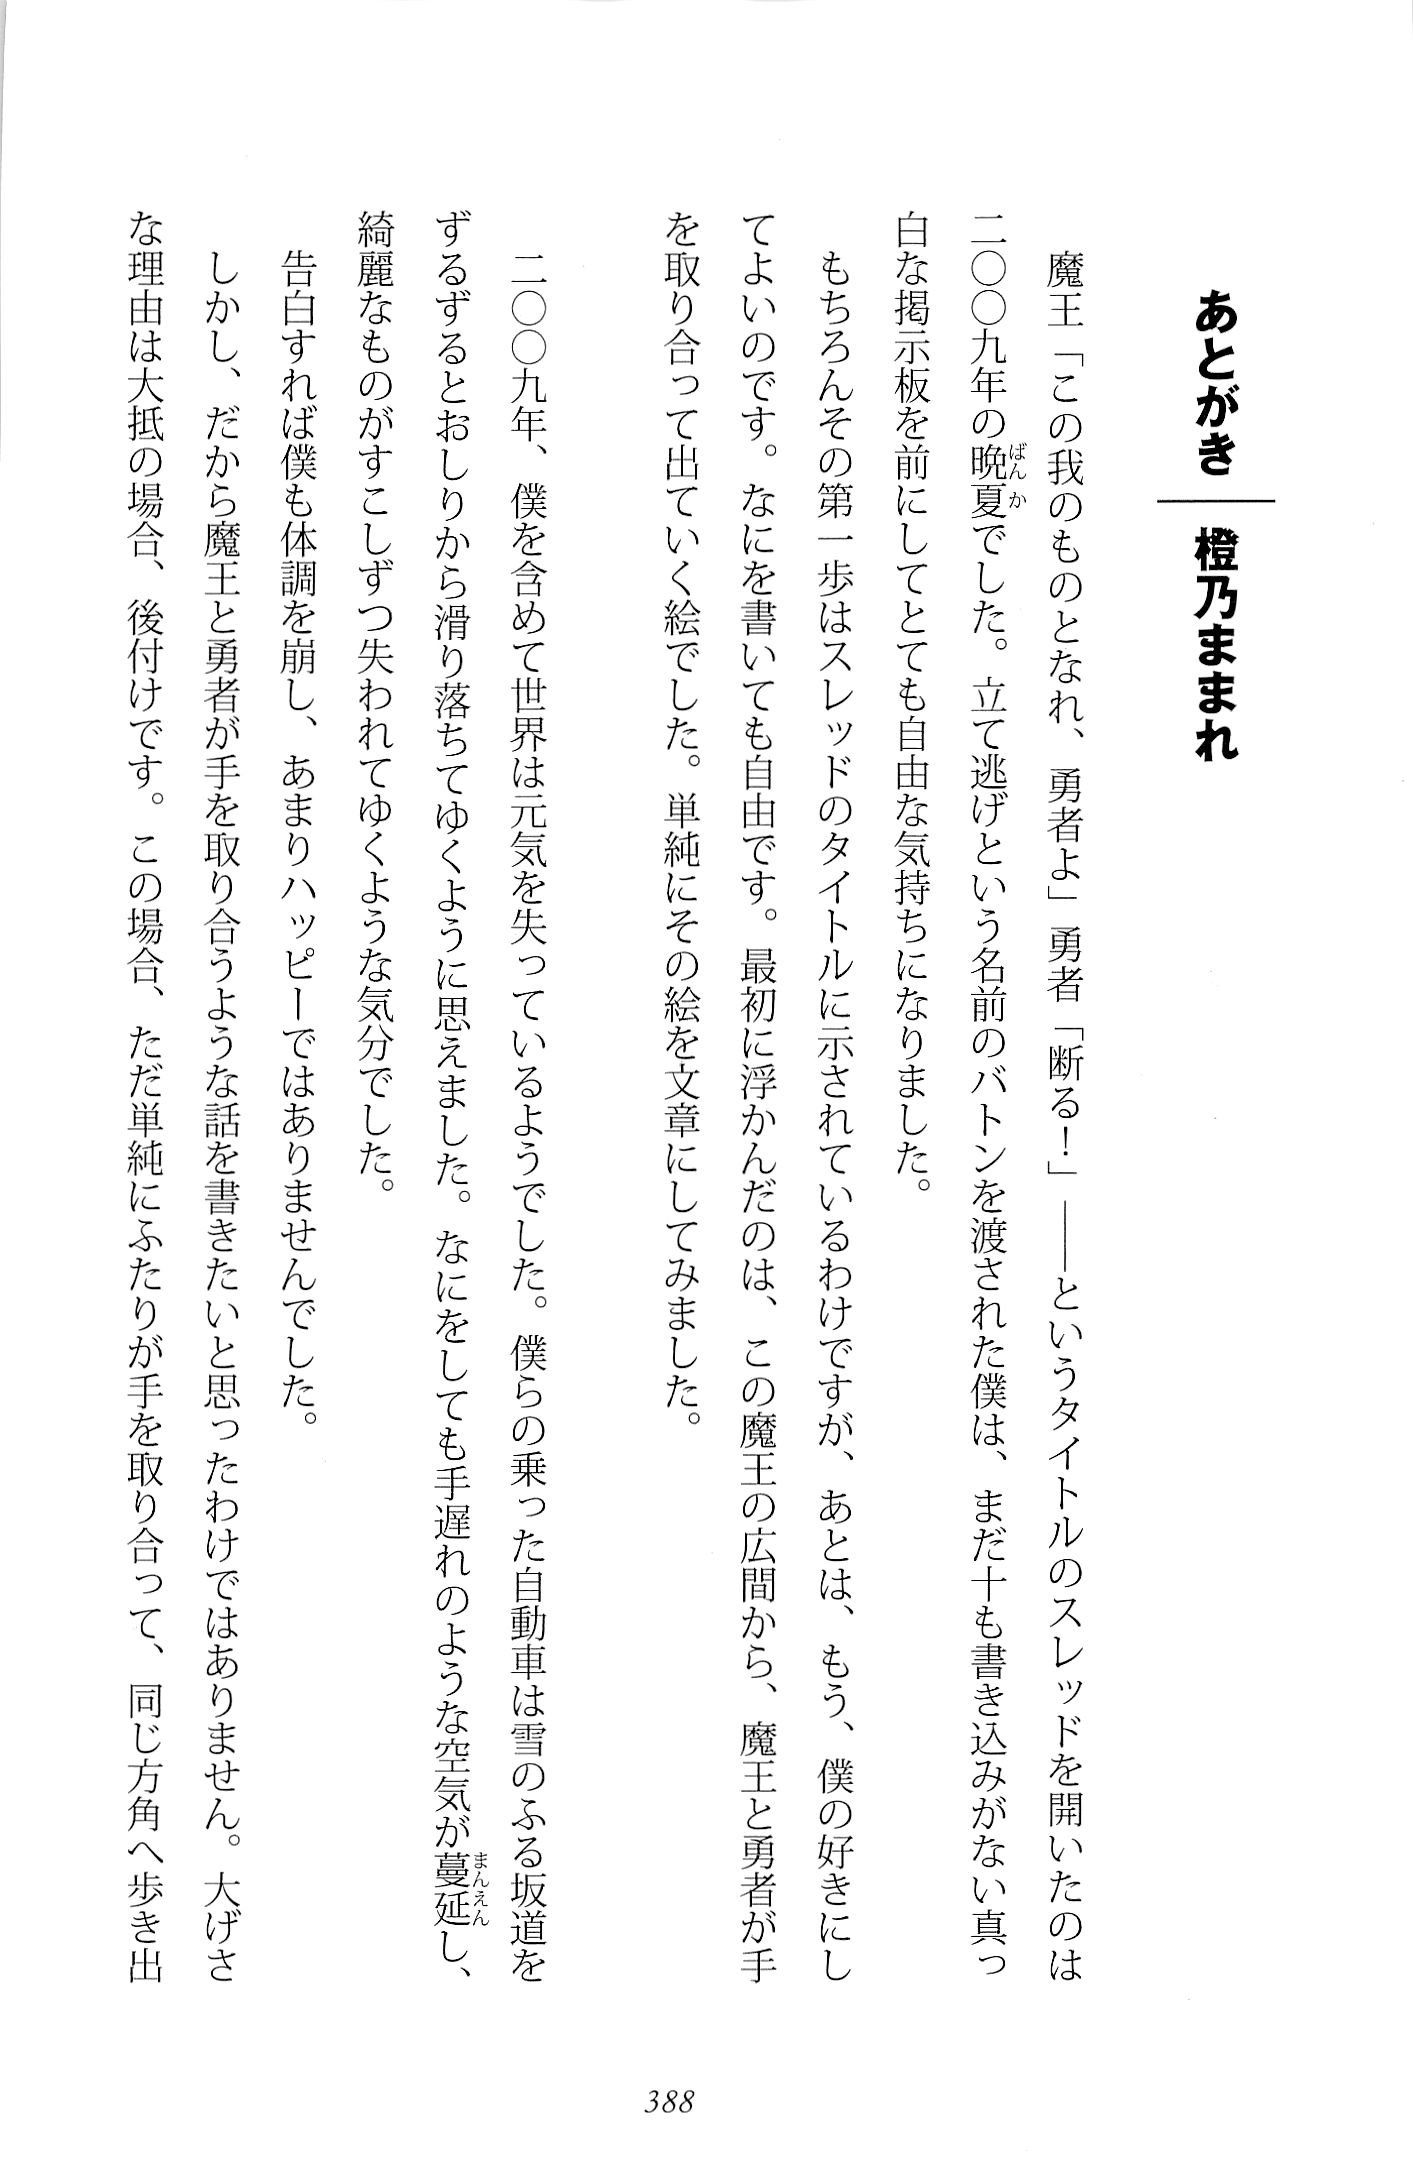 あとがき──橙乃ままれ
魔王「この我のものとなれ、勇者よ」勇者「断る！」──というタイトルのスレッドを開いたのは
二〇〇九年の晩夏でした。立て逃げという名前のバトンを渡された僕は、まだ十も書き込みがない真っ
ばんか
白な掲示板を前にしてとても自由な気持ちになりました。
もちろんその第一歩はスレッドのタイトルに示されているわけですが、あとは、もう、僕の好きにし
てよいのです。なにを書いても自由です。最初に浮かんだのは、この魔王の広間から、魔王と勇者が手
を取り合って出ていく絵でした。単純にその絵を文章にしてみました。
二〇〇九年、僕を含めて世界は元気を失っているようでした。僕らの乗った自動車は雪のふる坂道を
ずるずるとおしりから滑り落ちてゆくように思えました。なにをしても手遅れのような空気が蔓延し、
まんえん
綺麗なものがすこしずつ失われてゆくような気分でした。
告白すれば僕も体調を崩し、あまりハッピーではありませんでした。
しかし、だから魔王と勇者が手を取り合うような話を書きたいと思ったわけではありません。大げさ
な理由は大抵の場合、後付けです。この場合、ただ単純にふたりが手を取り合って、同じ方角へ歩き出
388